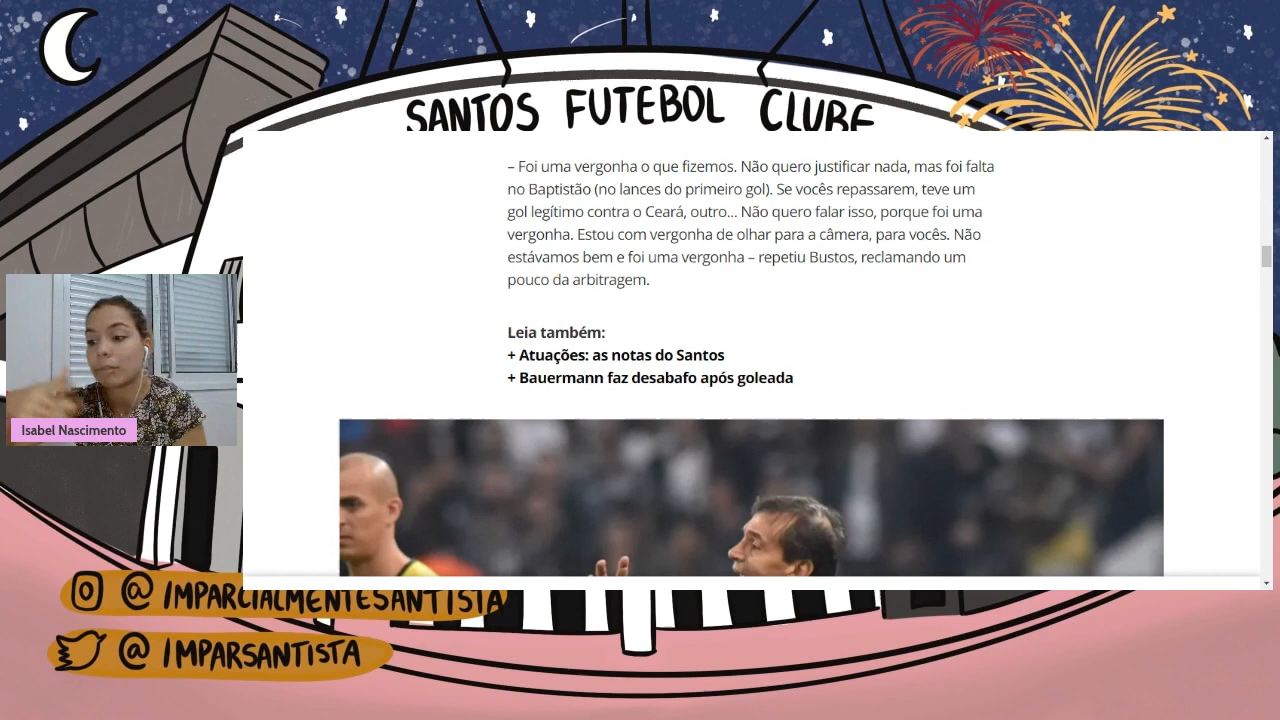 SANTOS FUTEBOL CLUBE
– Foi uma vergonha o que fizemos. Não quero justificar nada, mas foi falta
no Baptistão (no lances do primeiro gol). Se vocês repassarem, teve um
gol legítimo contra o Ceará, outro... Não quero falar isso, porque foi uma
vergonha. Estou com vergonha de olhar para a câmera, para vocês. Não
estávamos bem e foi uma vergonha – repetiu Bustos, reclamando um
pouco da arbitragem.
Leia também:
+ Atuações: as notas do Santos
+ Bauermann faz desabafo após goleada
Isabel Nascimento
@IMPARCIALMENTESANTISTA
@IMPARSANTISTA